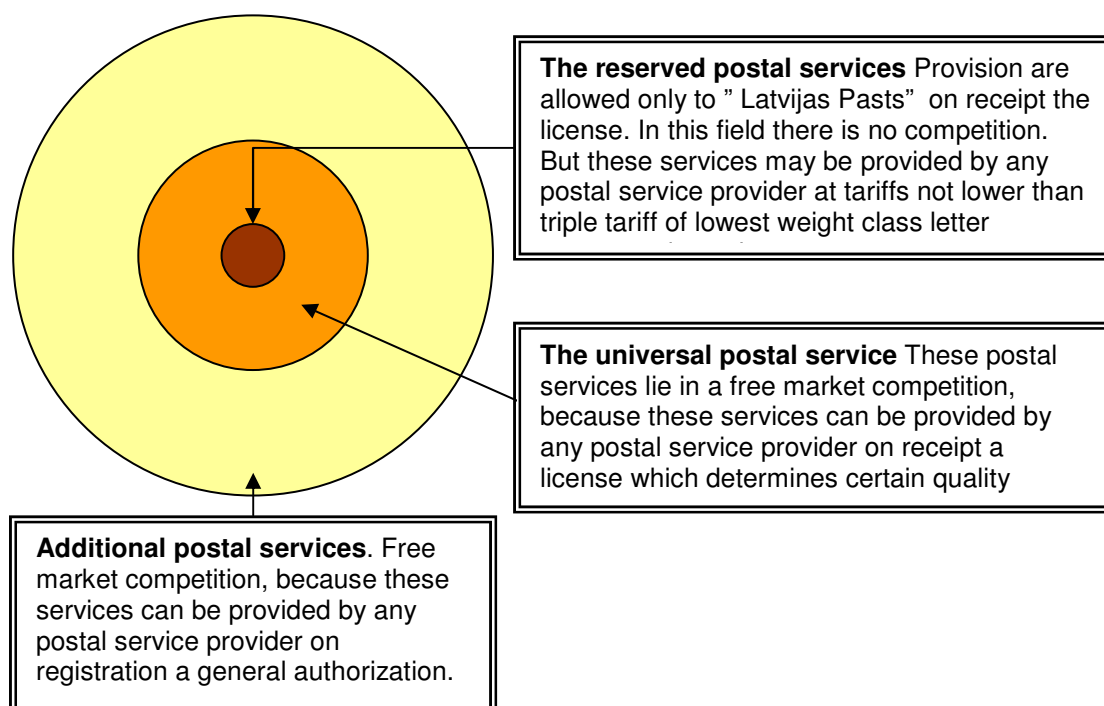 The reserved postal services Provision are
allowed only to ” Latvijas Pasts” on receipt the
license. In this field there is no competition.
But these services may be provided by any
postal service provider at tariffs not lower than
triple tariff of lowest weight class letter
The universal postal service These postal
services lie in a free market competition,
because these services can be provided by
any postal service provider on receipt a
license which determines certain quality
Additional postal services. Free
market competition, because these
services can be provided by any
postal service provider on
registration a general authorization.